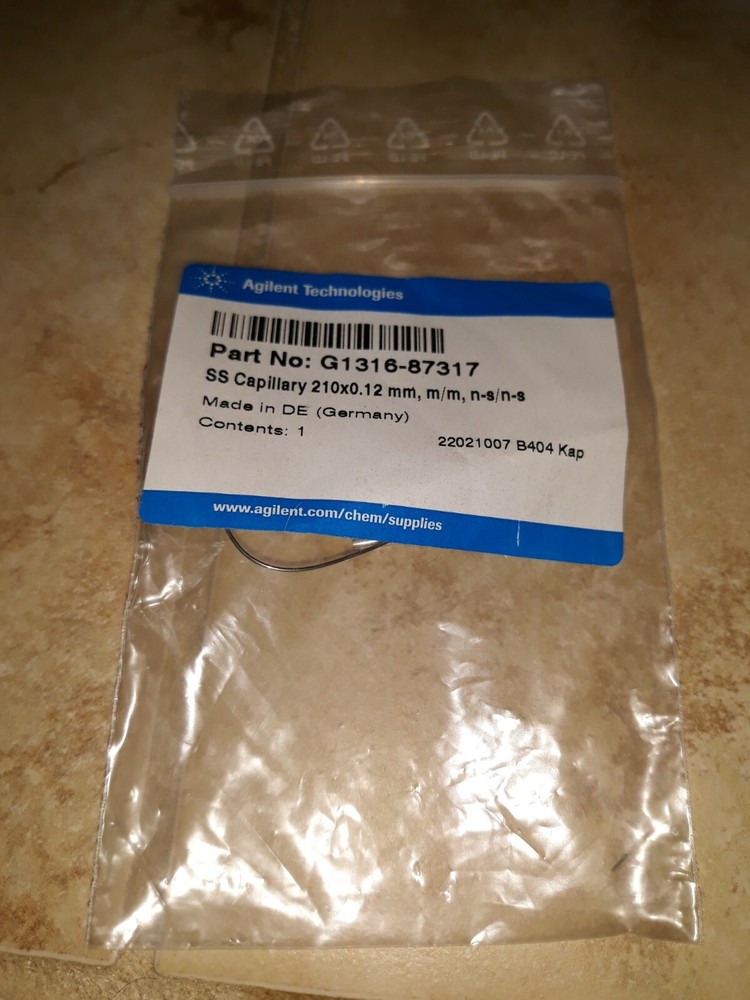 Agilent Technologies
Part No: G1316-87317
SS Capillary 210x0.12 mm, m/m, n-s/n-s
Made in DE (Germany)
Contents: 1
22021007 B404 Kap
www.agilent.com/chem/supplies